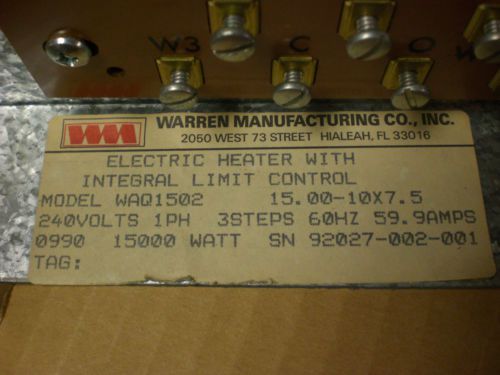 W3 C O
WM WARREN MANUFACTURING CO., INC.
2050 WEST 73 STREET HIALEAH, FL 33016
ELECTRIC HEATER WITH
INTEGRAL LIMIT CONTROL
MODEL WAQ1502 15.00-10X7.5
240VOLTS 1PH 3STEPS 60HZ 59.9AMPS
0990 15000 WATT SN 92027-002-001
TAG: